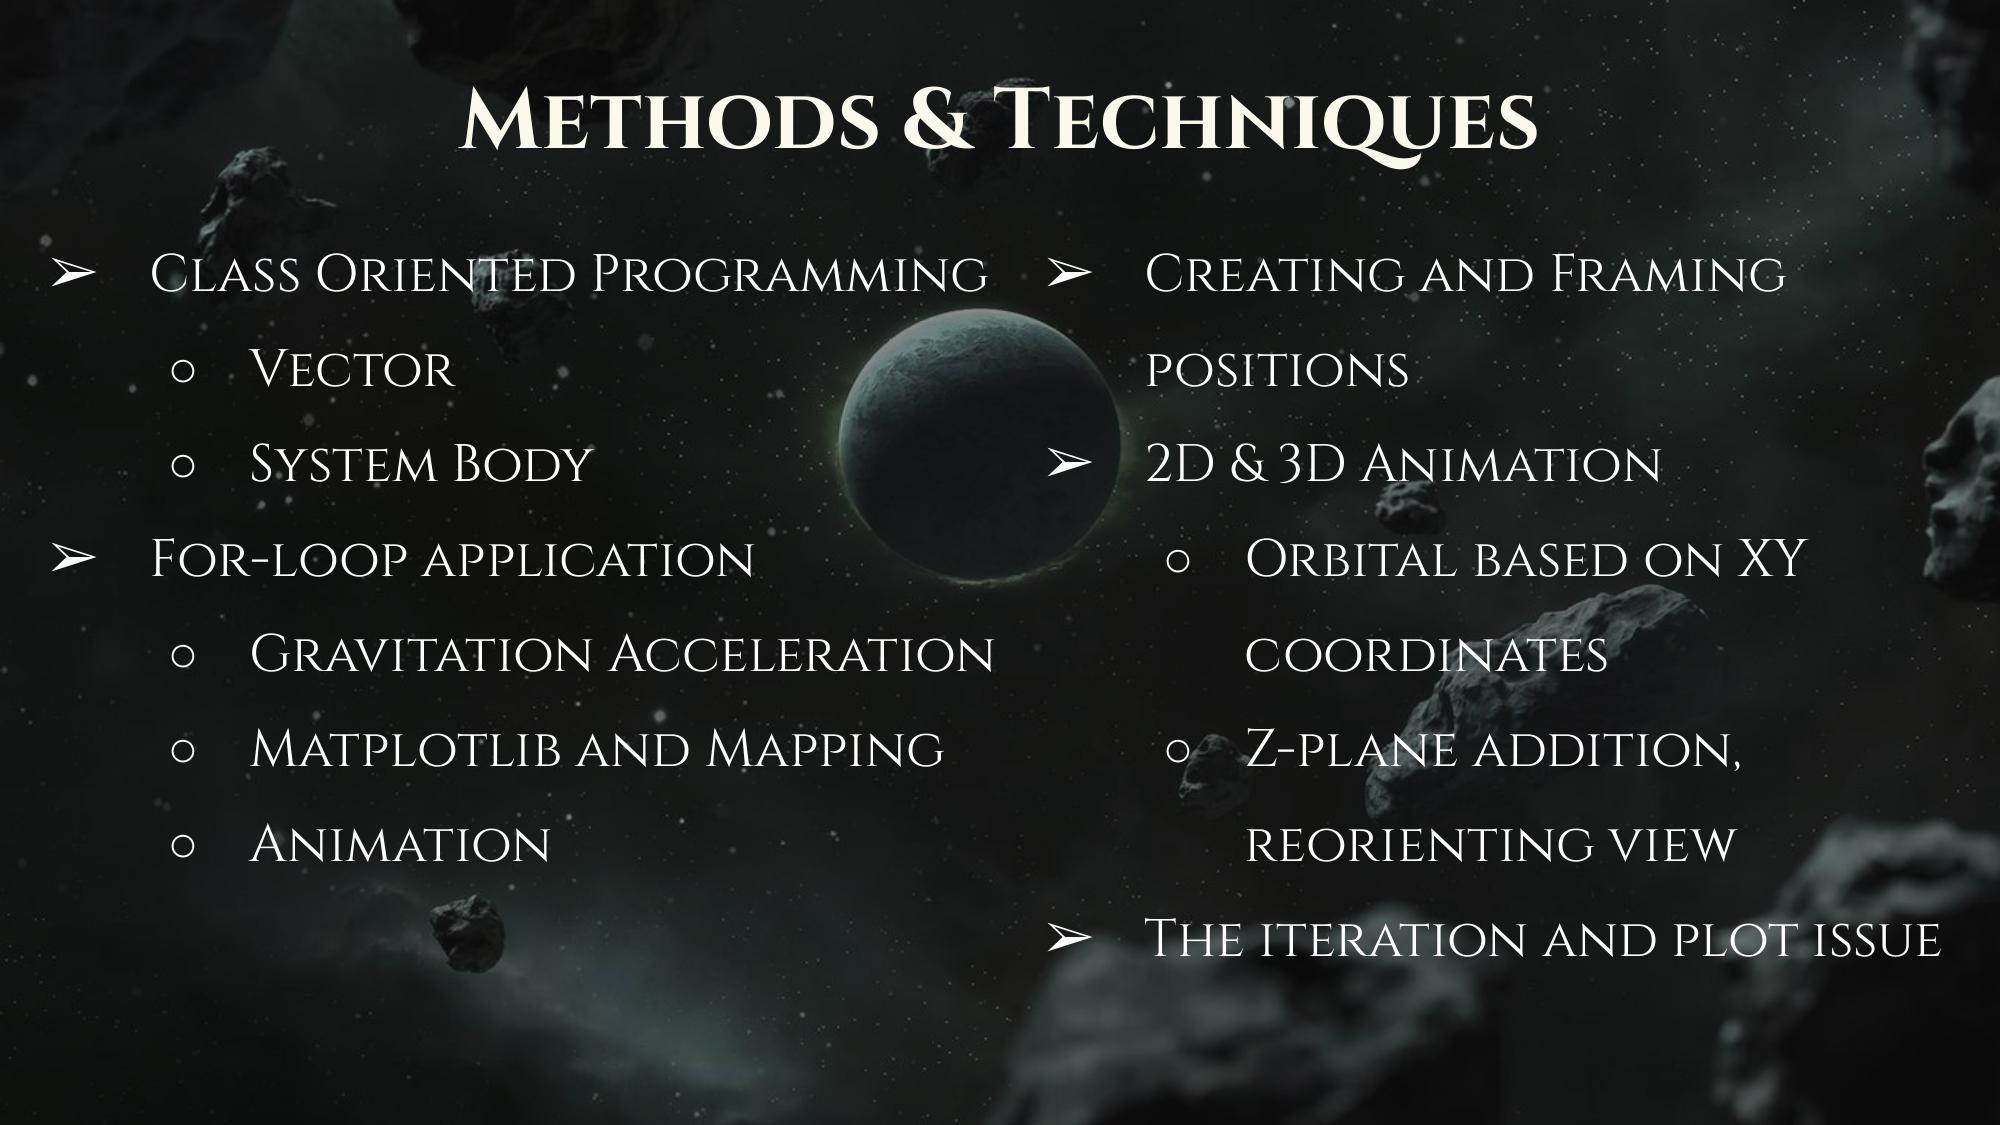 Methods & Techniques
➢ Class Oriented Programming
○ Vector
○ System Body
➢ For-loop application
○ Gravitation Acceleration
○ Matplotlib and Mapping
○ Animation
➢ Creating and Framing
positions
➢ 2D & 3D Animation
○ Orbital based on XY
coordinates
○ Z-plane addition,
reorienting view
➢ The iteration and plot issue